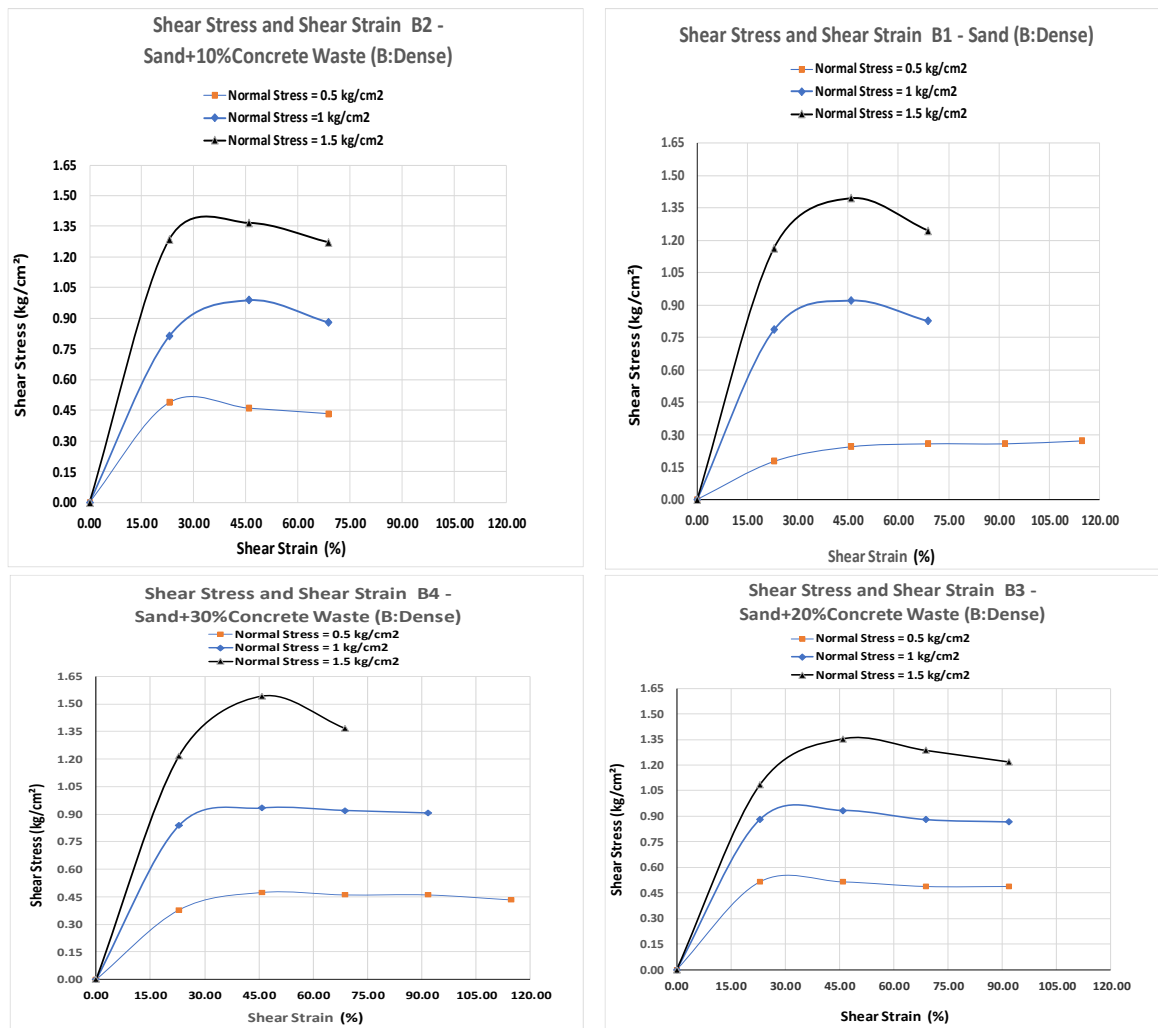 Shear Stress and Shear Strain B2 -
Sand+10%Concrete Waste (B:Dense)
Normal Stress = 0.5 kg/cm2
Normal Stress =1 kg/cm2
Normal Stress = 1.5 kg/cm2
1.65
1.50
1.35
1.20
1.05
0.90
0.75
0.60
0.45
0.30
0.15
0.00
Shear Stress (kg/cm²)
0.00 15.00 30.00 45.00 60.00 75.00 90.00 105.00 120.00
Shear Strain (%)
Shear Stress and Shear Strain B1 - Sand (B:Dense)
Normal Stress = 0.5 kg/cm2
Normal Stress = 1 kg/cm2
Normal Stress = 1.5 kg/cm2
1.65
1.50
1.35
1.20
1.05
0.90
0.75
0.60
0.45
0.30
0.15
0.00
Shear Stress (kg/cm²)
0.00 15.00 30.00 45.00 60.00 75.00 90.00 105.00 120.00
Shear Strain (%)
Shear Stress and Shear Strain B4 -
Sand+30%Concrete Waste (B:Dense)
Normal Stress = 0.5 kg/cm2
Normal Stress = 1 kg/cm2
Normal Stress = 1.5 kg/cm2
1.65
1.50
1.35
1.20
1.05
0.90
0.75
0.60
0.45
0.30
0.15
0.00
Shear Stress (kg/cm²)
0.00 15.00 30.00 45.00 60.00 75.00 90.00 105.00 120.00
Shear Strain (%)
Shear Stress and Shear Strain B3 -
Sand+20%Concrete Waste (B:Dense)
Normal Stress = 0.5 kg/cm2
Normal Stress = 1 kg/cm2
Normal Stress = 1.5 kg/cm2
1.65
1.50
1.35
1.20
1.05
0.90
0.75
0.60
0.45
0.30
0.15
0.00
Shear Stress (kg/cm²)
0.00 15.00 30.00 45.00 60.00 75.00 90.00 105.00 120.00
Shear Strain (%)